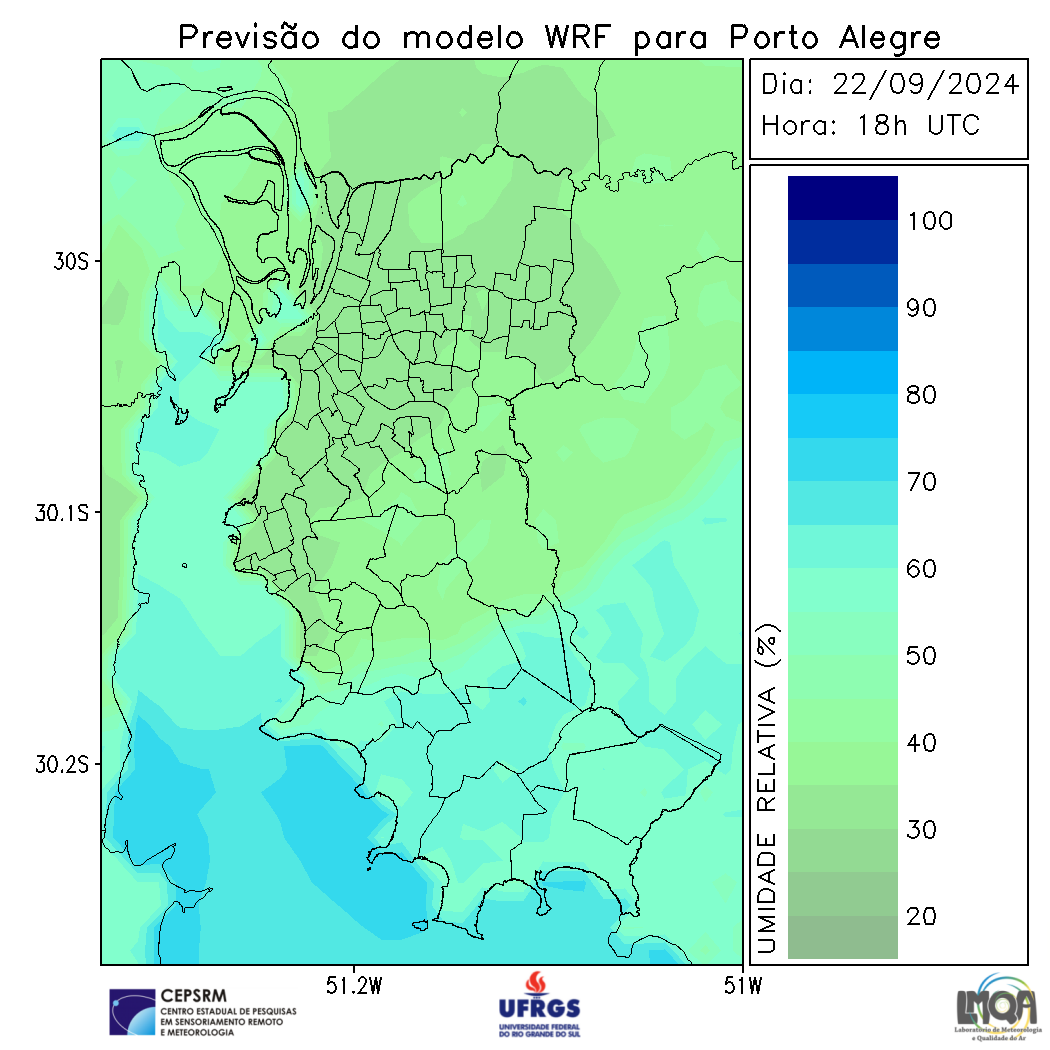 Previsão do modelo WRF para Porto Alegre
Dia: 22/09/2024
Hora: 18h UTC
30S
30.1S
30.2S
51.2W
51W
100
90
80
70
60
50
40
30
20
UMIDADE RELATIVA (%)
CEPSRM
CENTRO ESTADUAL DE PESQUISAS
EM SENSORIAMENTO REMOTO
E METEOROLOGIA
UFRGS
UNIVERSIDADE FEDERAL
DO RIO GRANDE DO SUL
LMQA
Laboratório de Meteorologia
e Qualidade do Ar